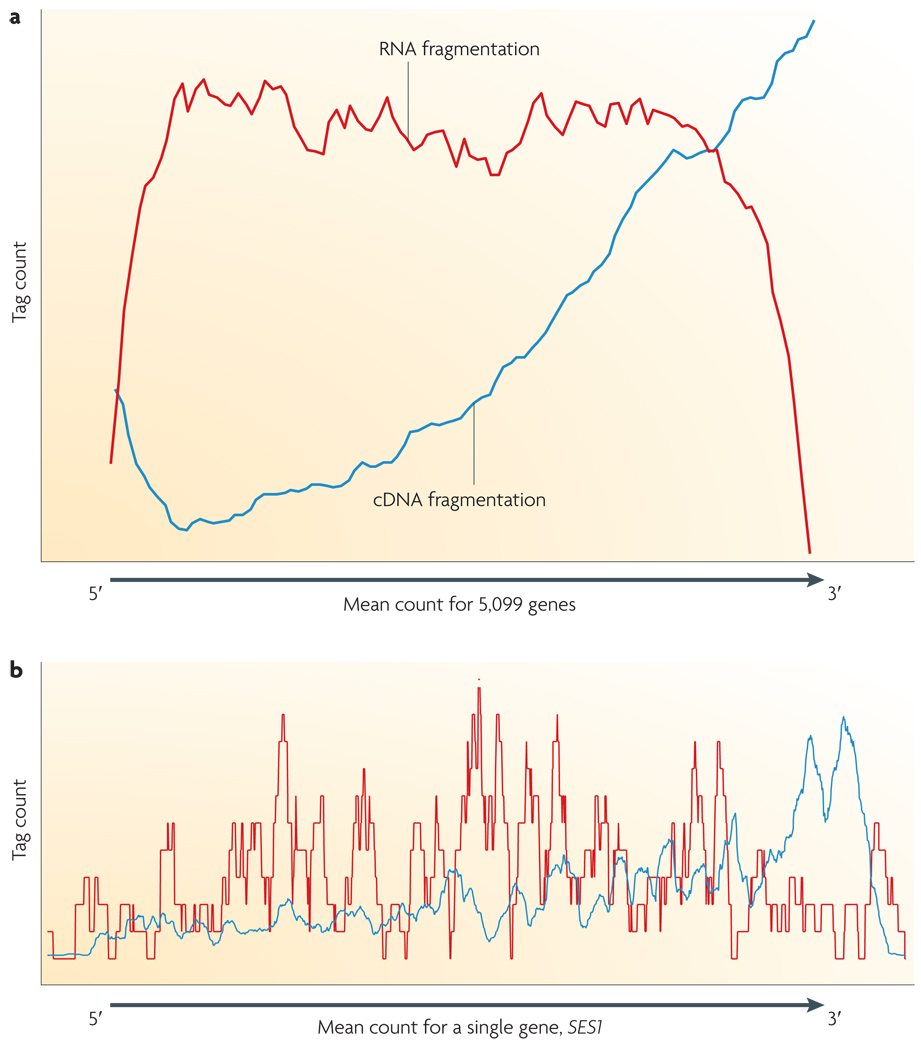 a
RNA fragmentation
Tag count
cDNA fragmentation
5′
3′
Mean count for 5,099 genes
b
Tag count
5′
3′
Mean count for a single gene, SES1